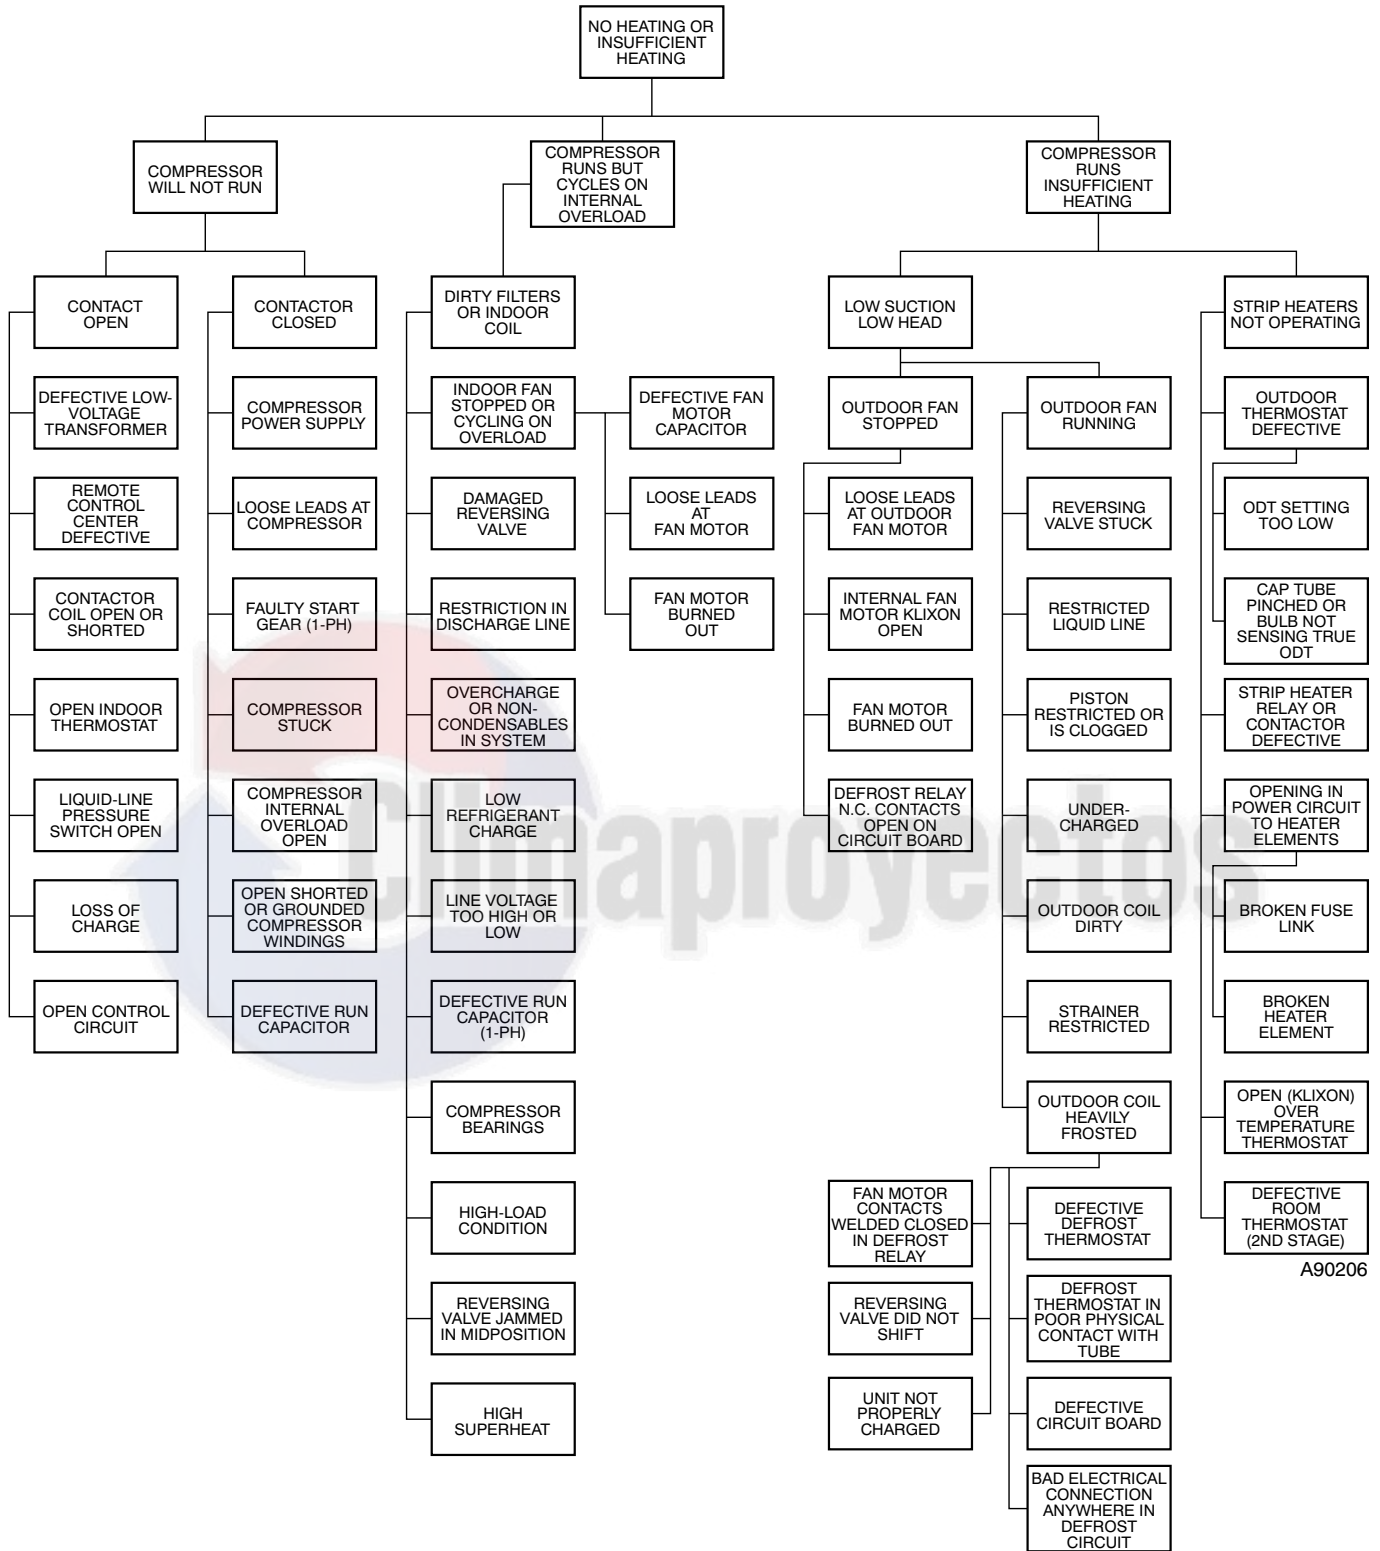 NO HEATING OR
INSUFFICIENT
HEATING
COMPRESSOR
WILL NOT RUN
COMPRESSOR
RUNS BUT
CYCLES ON
INTERNAL
OVERLOAD
COMPRESSOR
RUNS
INSUFFICIENT
HEATING
CONTACT
OPEN
DEFECTIVE LOW-
VOLTAGE
TRANSFORMER
REMOTE
CONTROL
CENTER
DEFECTIVE
CONTACTOR
COIL OPEN OR
SHORTED
OPEN INDOOR
THERMOSTAT
LIQUID-LINE
PRESSURE
SWITCH OPEN
LOSS OF
CHARGE
OPEN CONTROL
CIRCUIT
CONTACTOR
CLOSED
COMPRESSOR
POWER SUPPLY
LOOSE LEADS AT
COMPRESSOR
FAULTY START
GEAR (1-PH)
COMPRESSOR
STUCK
COMPRESSOR
INTERNAL
OVERLOAD
OPEN
OPEN SHORTED
OR GROUNDED
COMPRESSOR
WINDINGS
DEFECTIVE RUN
CAPACITOR
DIRTY FILTERS
OR INDOOR
COIL
INDOOR FAN
STOPPED OR
CYCLING ON
OVERLOAD
DAMAGED
REVERSING
VALVE
RESTRICTION IN
DISCHARGE LINE
OVERCHARGE
OR NON-
CONDENSABLES
IN SYSTEM
LOW
REFRIGERANT
CHARGE
LINE VOLTAGE
TOO HIGH OR
LOW
DEFECTIVE RUN
CAPACITOR
(1-PH)
COMPRESSOR
BEARINGS
HIGH-LOAD
CONDITION
REVERSING
VALVE JAMMED
IN MIDPOSITION
HIGH
SUPERHEAT
DEFECTIVE FAN
MOTOR
CAPACITOR
LOOSE LEADS
AT
FAN MOTOR
FAN MOTOR
BURNED
OUT
LOW SUCTION
LOW HEAD
OUTDOOR FAN
STOPPED
LOOSE LEADS
AT OUTDOOR
FAN MOTOR
INTERNAL FAN
MOTOR KLIXON
OPEN
FAN MOTOR
BURNED OUT
DEFROST RELAY
N.C. CONTACTS
OPEN ON
CIRCUIT BOARD
OUTDOOR FAN
RUNNING
REVERSING
VALVE STUCK
RESTRICTED
LIQUID LINE
PISTON
RESTRICTED OR
IS CLOGGED
UNDER-
CHARGED
OUTDOOR COIL
DIRTY
STRAINER
RESTRICTED
OUTDOOR COIL
HEAVILY
FROSTED
FAN MOTOR
CONTACTS
WELDED CLOSED
IN DEFROST
RELAY
REVERSING
VALVE DID NOT
SHIFT
UNIT NOT
PROPERLY
CHARGED
DEFECTIVE
DEFROST
THERMOSTAT
DEFROST
THERMOSTAT IN
POOR PHYSICAL
CONTACT WITH
TUBE
DEFECTIVE
CIRCUIT BOARD
BAD ELECTRICAL
CONNECTION
ANYWHERE IN
DEFROST
CIRCUIT
STRIP HEATERS
NOT OPERATING
OUTDOOR
THERMOSTAT
DEFECTIVE
ODT SETTING
TOO LOW
CAP TUBE
PINCHED OR
BULB NOT
SENSING TRUE
ODT
STRIP HEATER
RELAY OR
CONTACTOR
DEFECTIVE
OPENING IN
POWER CIRCUIT
TO HEATER
ELEMENTS
BROKEN FUSE
LINK
BROKEN
HEATER
ELEMENT
OPEN (KLIXON)
OVER
TEMPERATURE
THERMOSTAT
DEFECTIVE
ROOM
THERMOSTAT
(2ND STAGE)
A90206
Climaproyectos